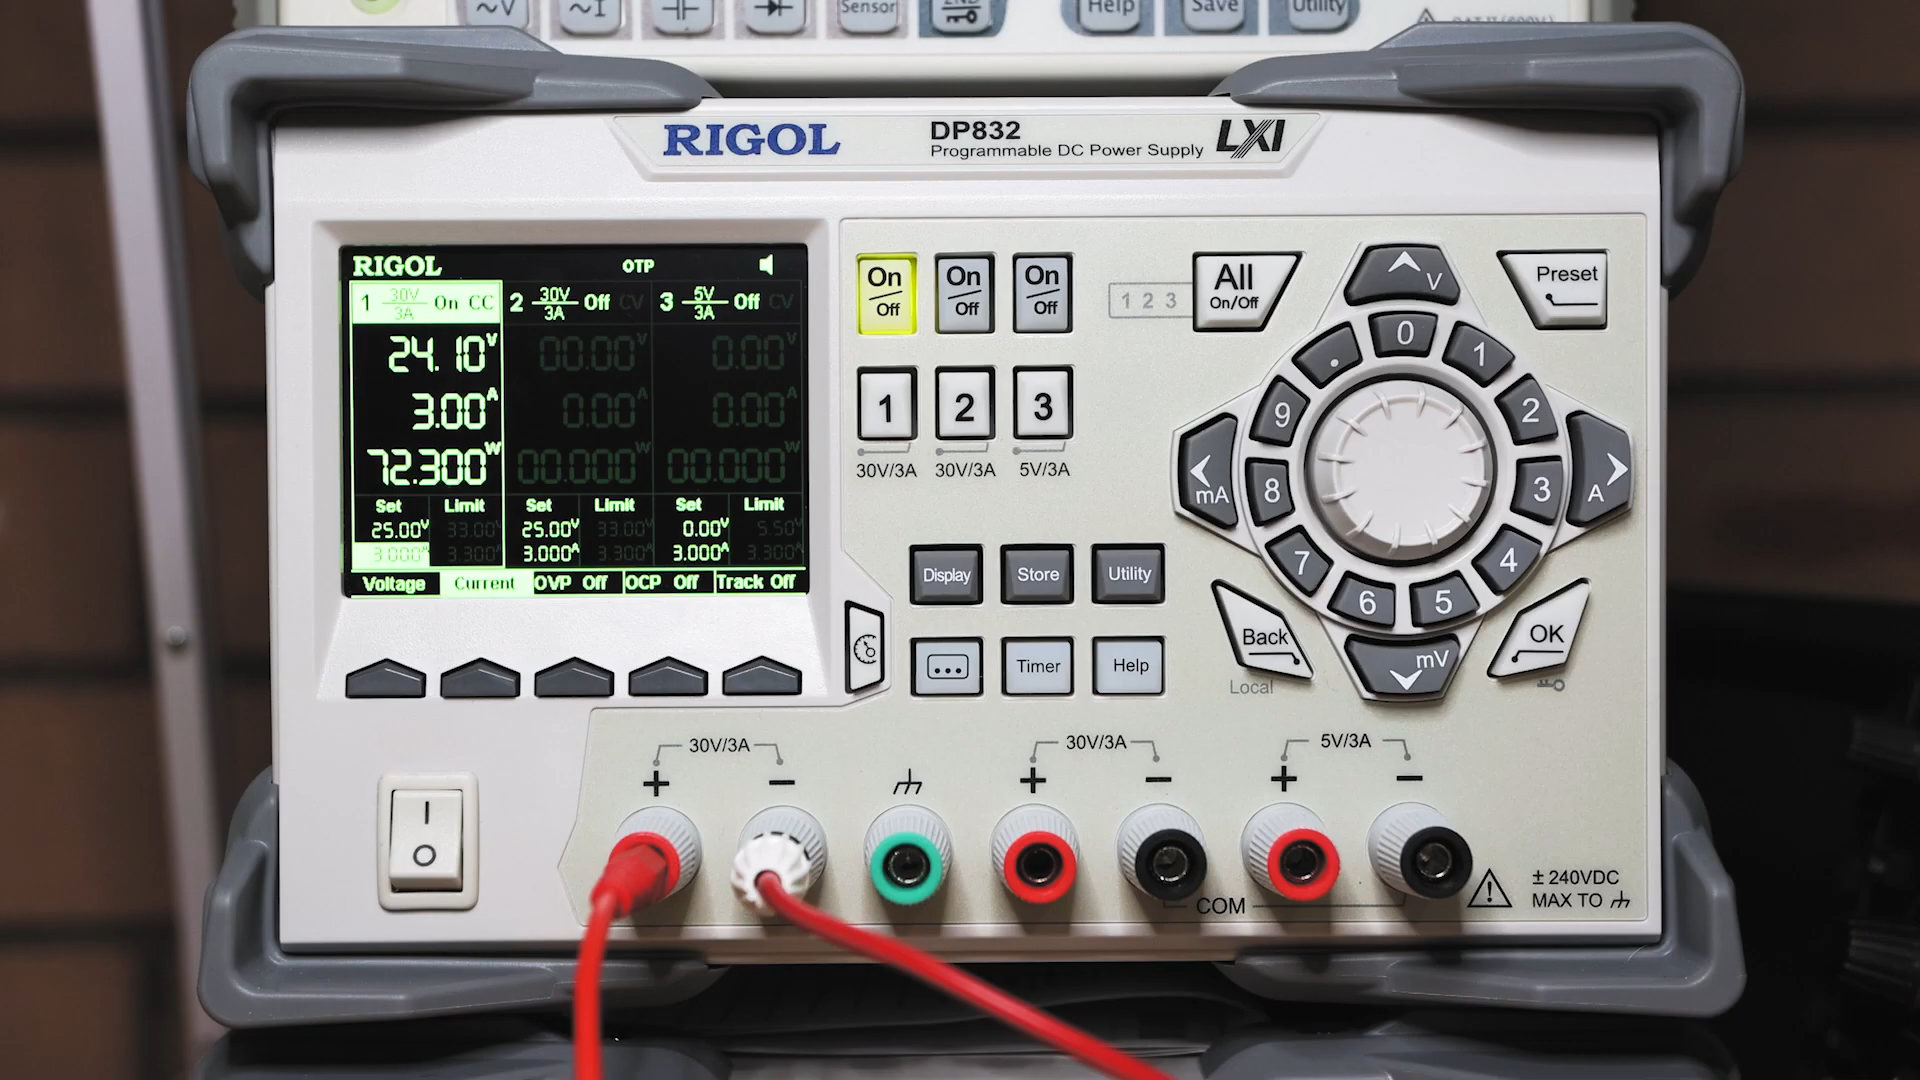 ~V ~I Sensor 2ND Help Save Utility
CAT II (600V)
RIGOL
DP832
Programmable DC Power Supply
LXI
RIGOL OTP
1 30V/3A On CC 2 30V/3A Off CV 3 5V/3A Off CV
24.10V 00.00V 0.00V
3.00A 0.00A 0.00A
72.300W 00.000W 00.000W
Set Limit Set Limit Set Limit
25.00V 33.00V 25.00V 33.00V 0.00V 5.50V
3.000A 3.300A 3.000A 3.300A 3.000A 3.300A
Voltage Current OVP Off OCP Off Track Off
On/Off On/Off On/Off
1 2 3
All
On/Off
1 2 3
30V/3A 30V/3A 5V/3A
V
Preset
0
1
2
3
4
5
6
7
8
9
.
mA
A
mV
Display Store Utility
... Timer Help
Back
Local
OK
30V/3A 30V/3A 5V/3A
+ − + − + −
I
O
COM
± 240VDC
MAX TO